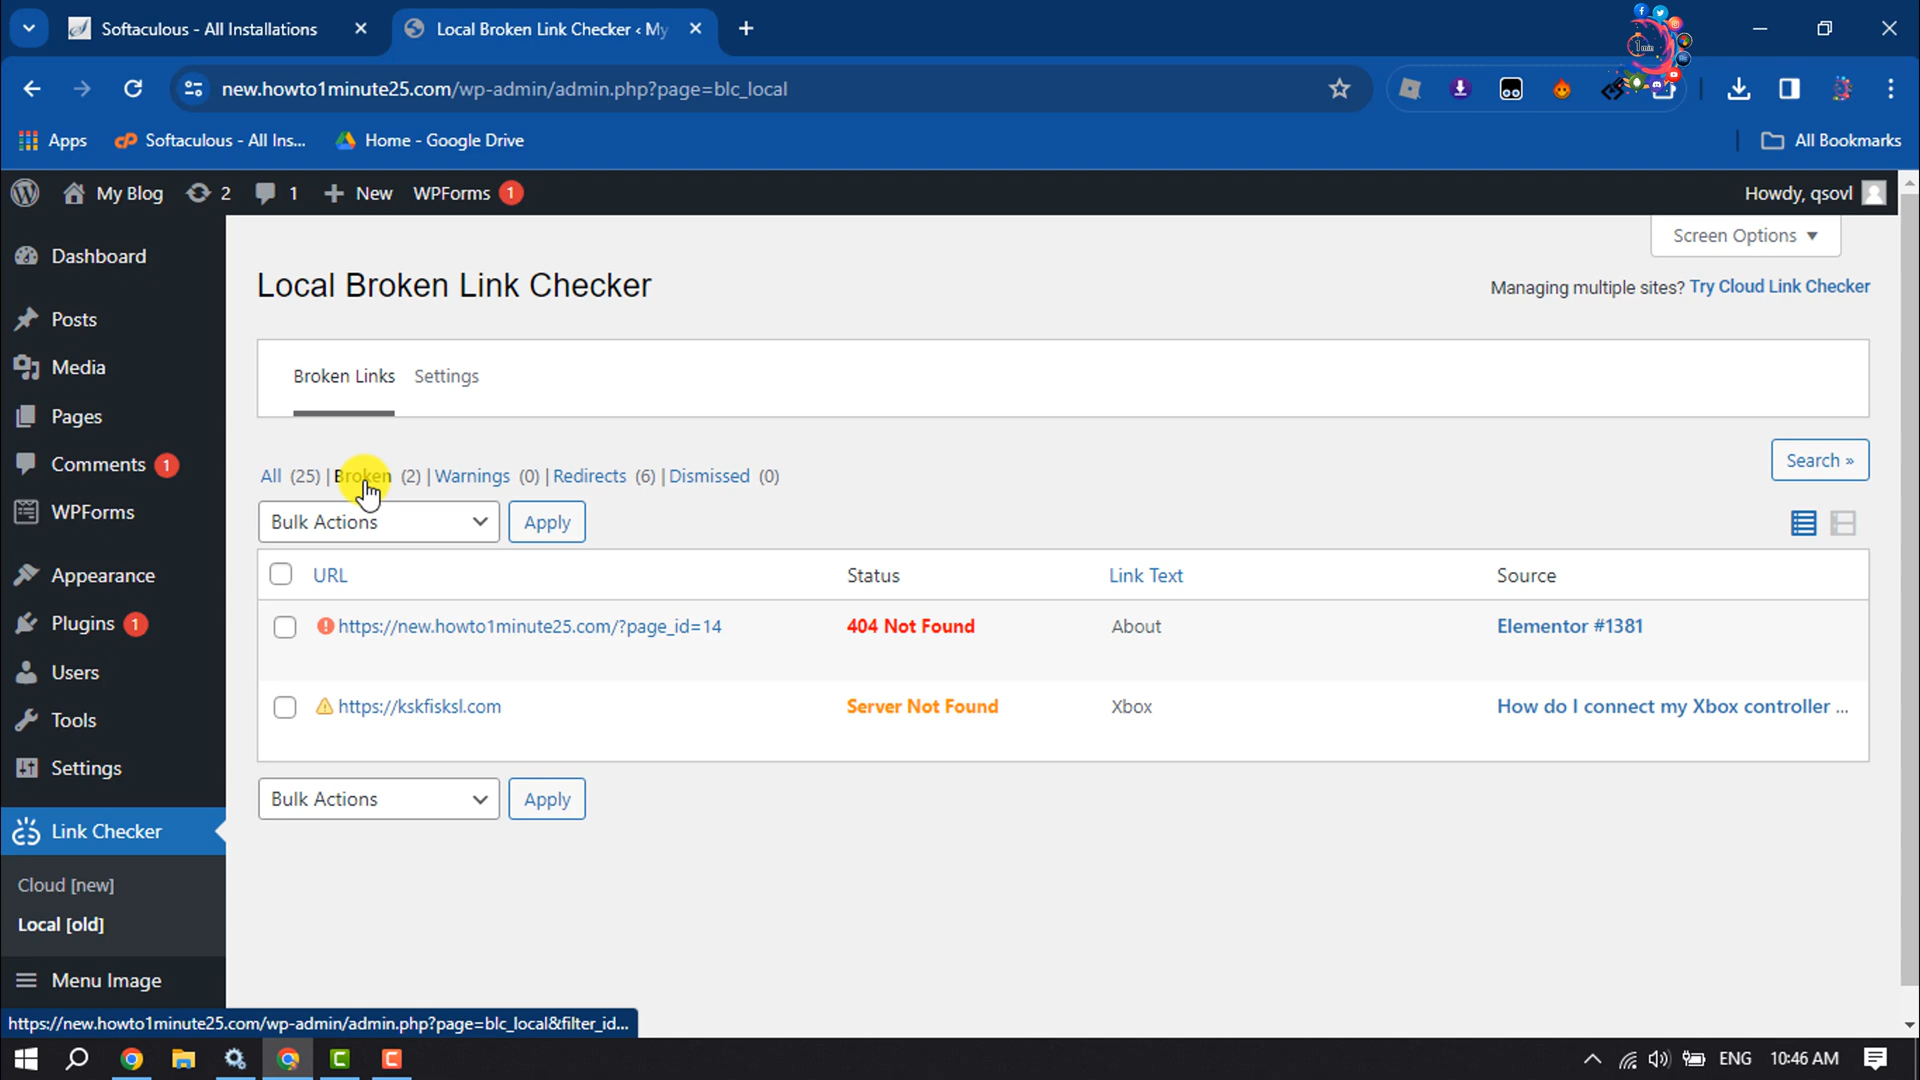 Softaculous - All Installations
Local Broken Link Checker ‹ My
new.howto1minute25.com/wp-admin/admin.php?page=blc_local
Apps
Softaculous - All Ins...
Home - Google Drive
All Bookmarks
My Blog
2
1
New
WPForms
1
Howdy, qsovl
Dashboard
Posts
Media
Pages
Comments 1
WPForms
Appearance
Plugins 1
Users
Tools
Settings
Link Checker
Cloud [new]
Local [old]
Menu Image
Screen Options
Local Broken Link Checker
Managing multiple sites? Try Cloud Link Checker
Broken Links
Settings
All (25) | Broken (2) | Warnings (0) | Redirects (6) | Dismissed (0)
Search »
Bulk Actions
Apply
URL
Status
Link Text
Source
https://new.howto1minute25.com/?page_id=14
404 Not Found
About
Elementor #1381
https://kskfisksl.com
Server Not Found
Xbox
How do I connect my Xbox controller ...
Bulk Actions
Apply
https://new.howto1minute25.com/wp-admin/admin.php?page=blc_local&filter_id...
ENG
10:46 AM